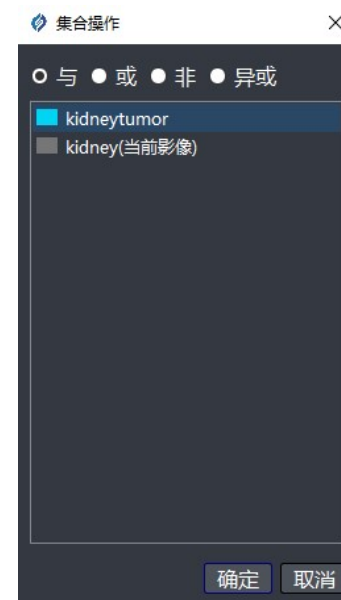 集合操作
与 或 非 异或
kidneytumor
kidney(当前影像)
确定 取消